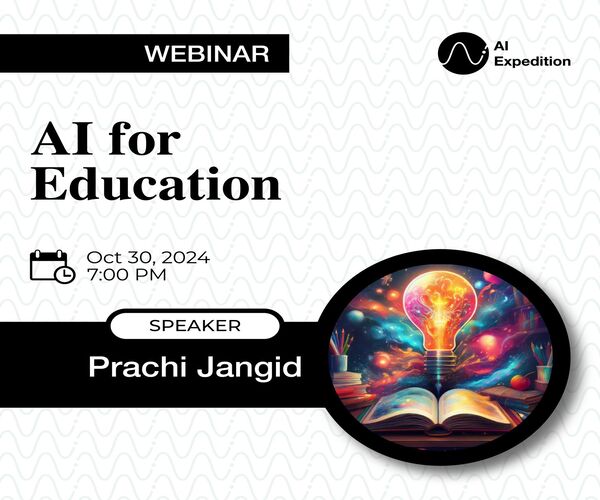 WEBINAR
AI
Expedition
AI for
Education
Oct 30, 2024
7:00 PM
SPEAKER
Prachi Jangid